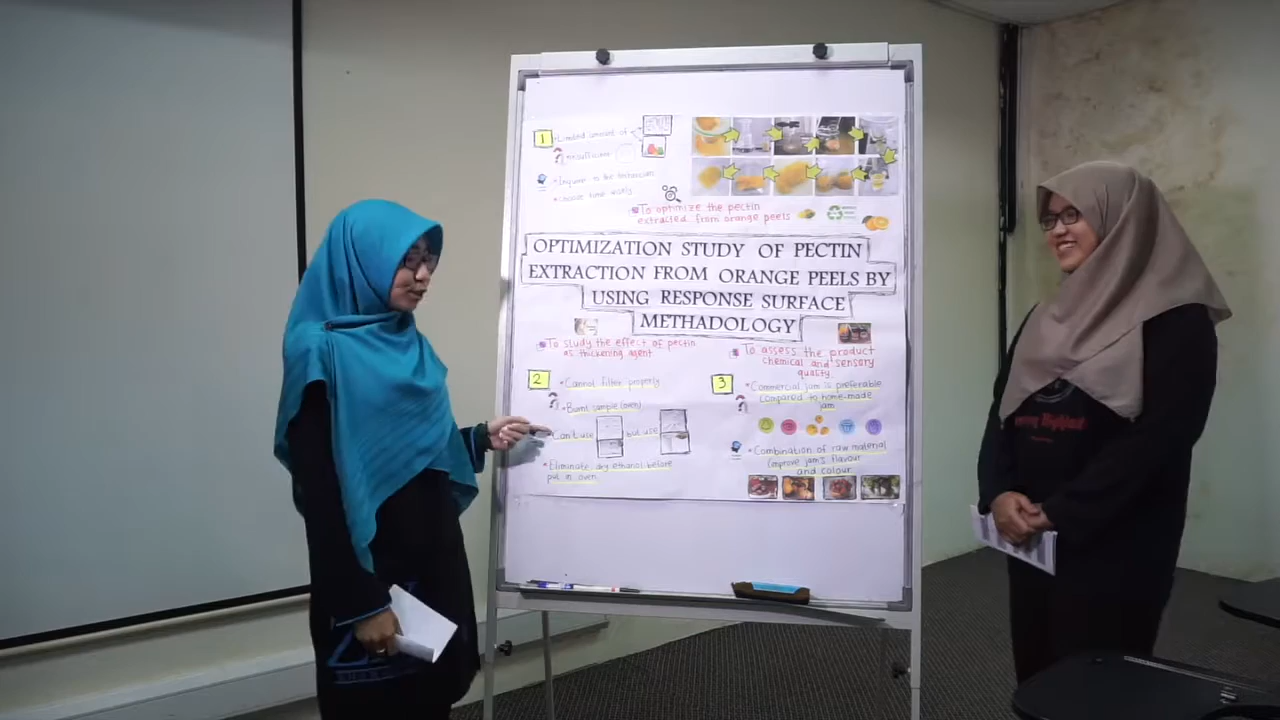 1
*Limited amount of
*Insufficient
*Inquire to the technician
*choose time wisely
To optimize the pectin
extracted from orange peels
OPTIMIZATION STUDY OF PECTIN
EXTRACTION FROM ORANGE PEELS BY
USING RESPONSE SURFACE
METHADOLOGY
To study the effect of pectin
as thickening agent
2
*Cannot filter properly
*Burnt sample (oven)
*Can't use but use
*Eliminate dry ethanol before
put in oven
To assess the product
chemical and sensory
quality
3
*Commercial jam is preferable
compared to home-made
jam
*Combination of raw material
improve jam's flavour
and colour